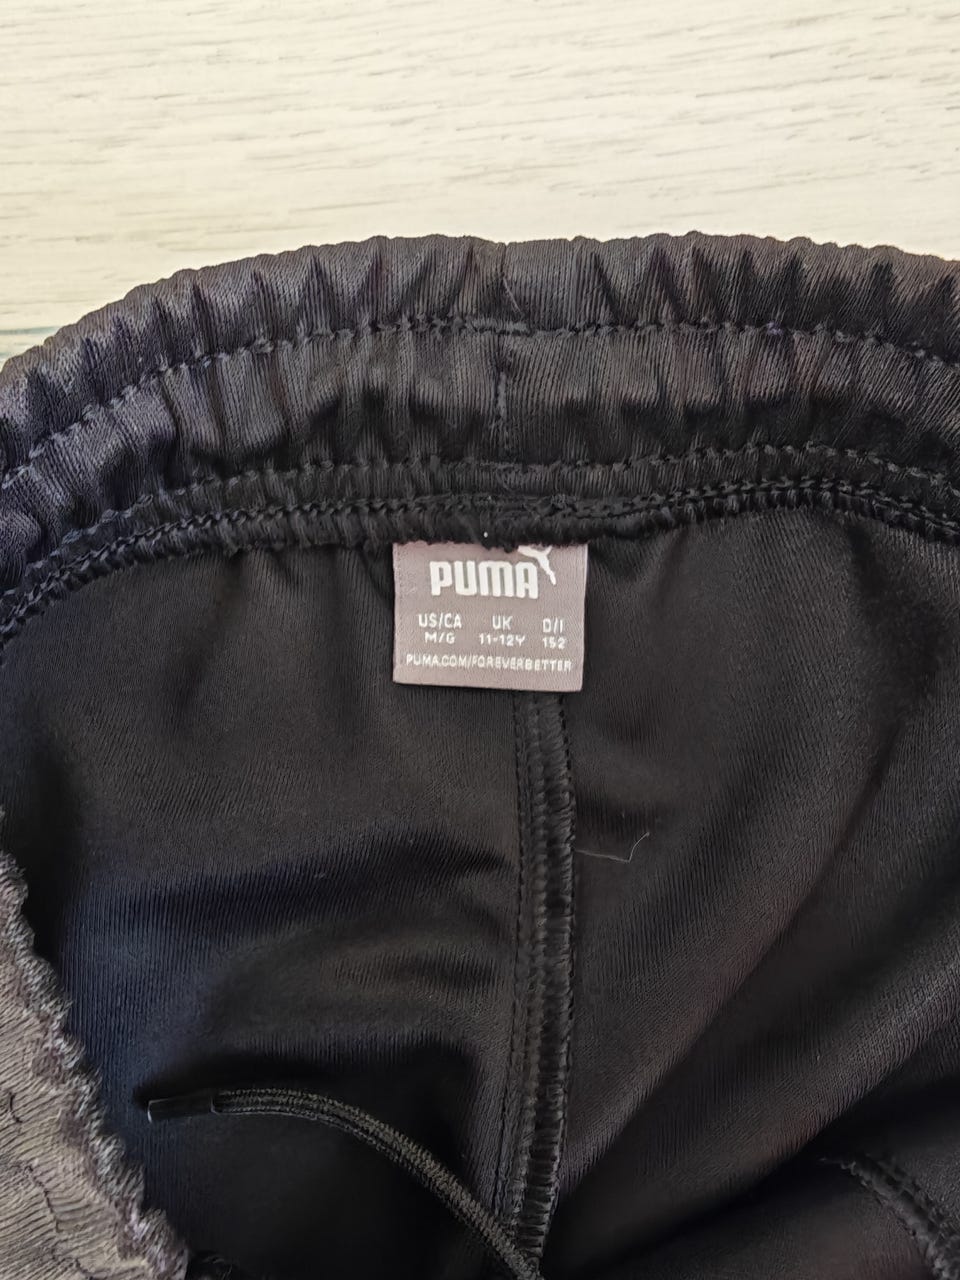 PUMA
US/CA UK D/I
M/G 11-12Y 152
PUMA.COM/FOREVERBETTER